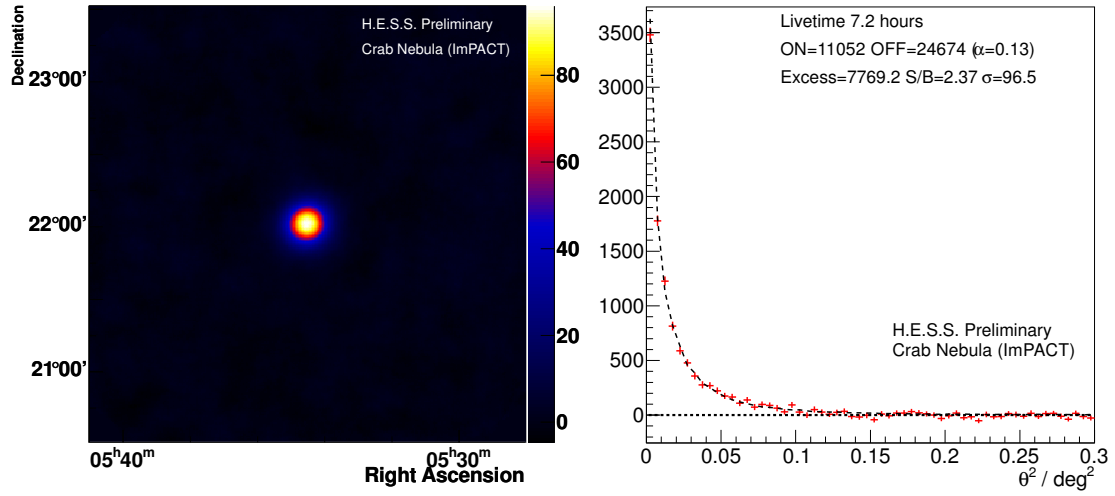 H.E.S.S. Preliminary
Crab Nebula (ImPACT)
Declination
23°00'
22°00'
21°00'
05ʰ40ᵐ
05ʰ30ᵐ
Right Ascension
80
60
40
20
0
Livetime 7.2 hours
ON=11052 OFF=24674 (α=0.13)
Excess=7769.2 S/B=2.37 σ=96.5
3500
3000
2500
2000
1500
1000
500
0
H.E.S.S. Preliminary
Crab Nebula (ImPACT)
0 0.05 0.1 0.15 0.2 0.25 0.3
θ² / deg²